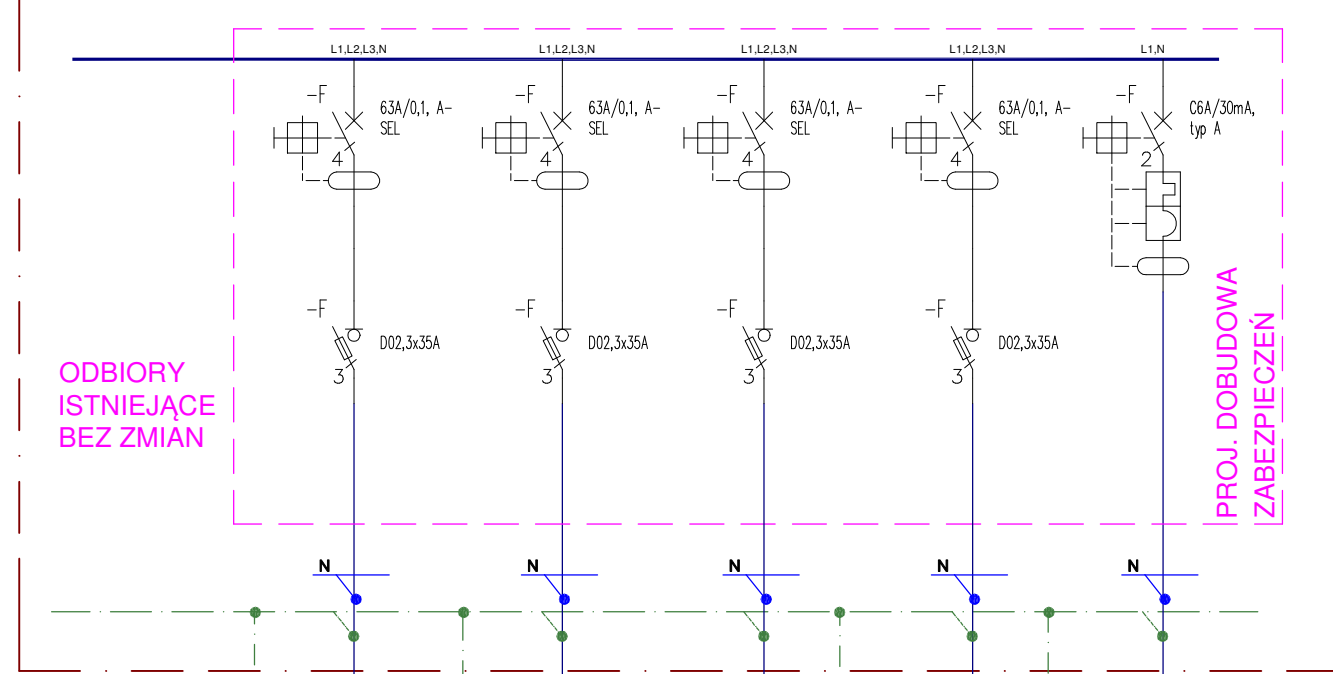 L1,L2,L3,N
L1,L2,L3,N
L1,L2,L3,N
L1,L2,L3,N
L1,N
-F
63A/0,1, A-
SEL
4
-F
63A/0,1, A-
SEL
4
-F
63A/0,1, A-
SEL
4
-F
63A/0,1, A-
SEL
4
-F
C6A/30mA,
typ A
2
-F
D02,3x35A
3
-F
D02,3x35A
3
-F
D02,3x35A
3
-F
D02,3x35A
3
ODBIORY
ISTNIEJĄCE
BEZ ZMIAN
PROJ. DOBUDOWA
ZABEZPIECZEŃ
N
N
N
N
N